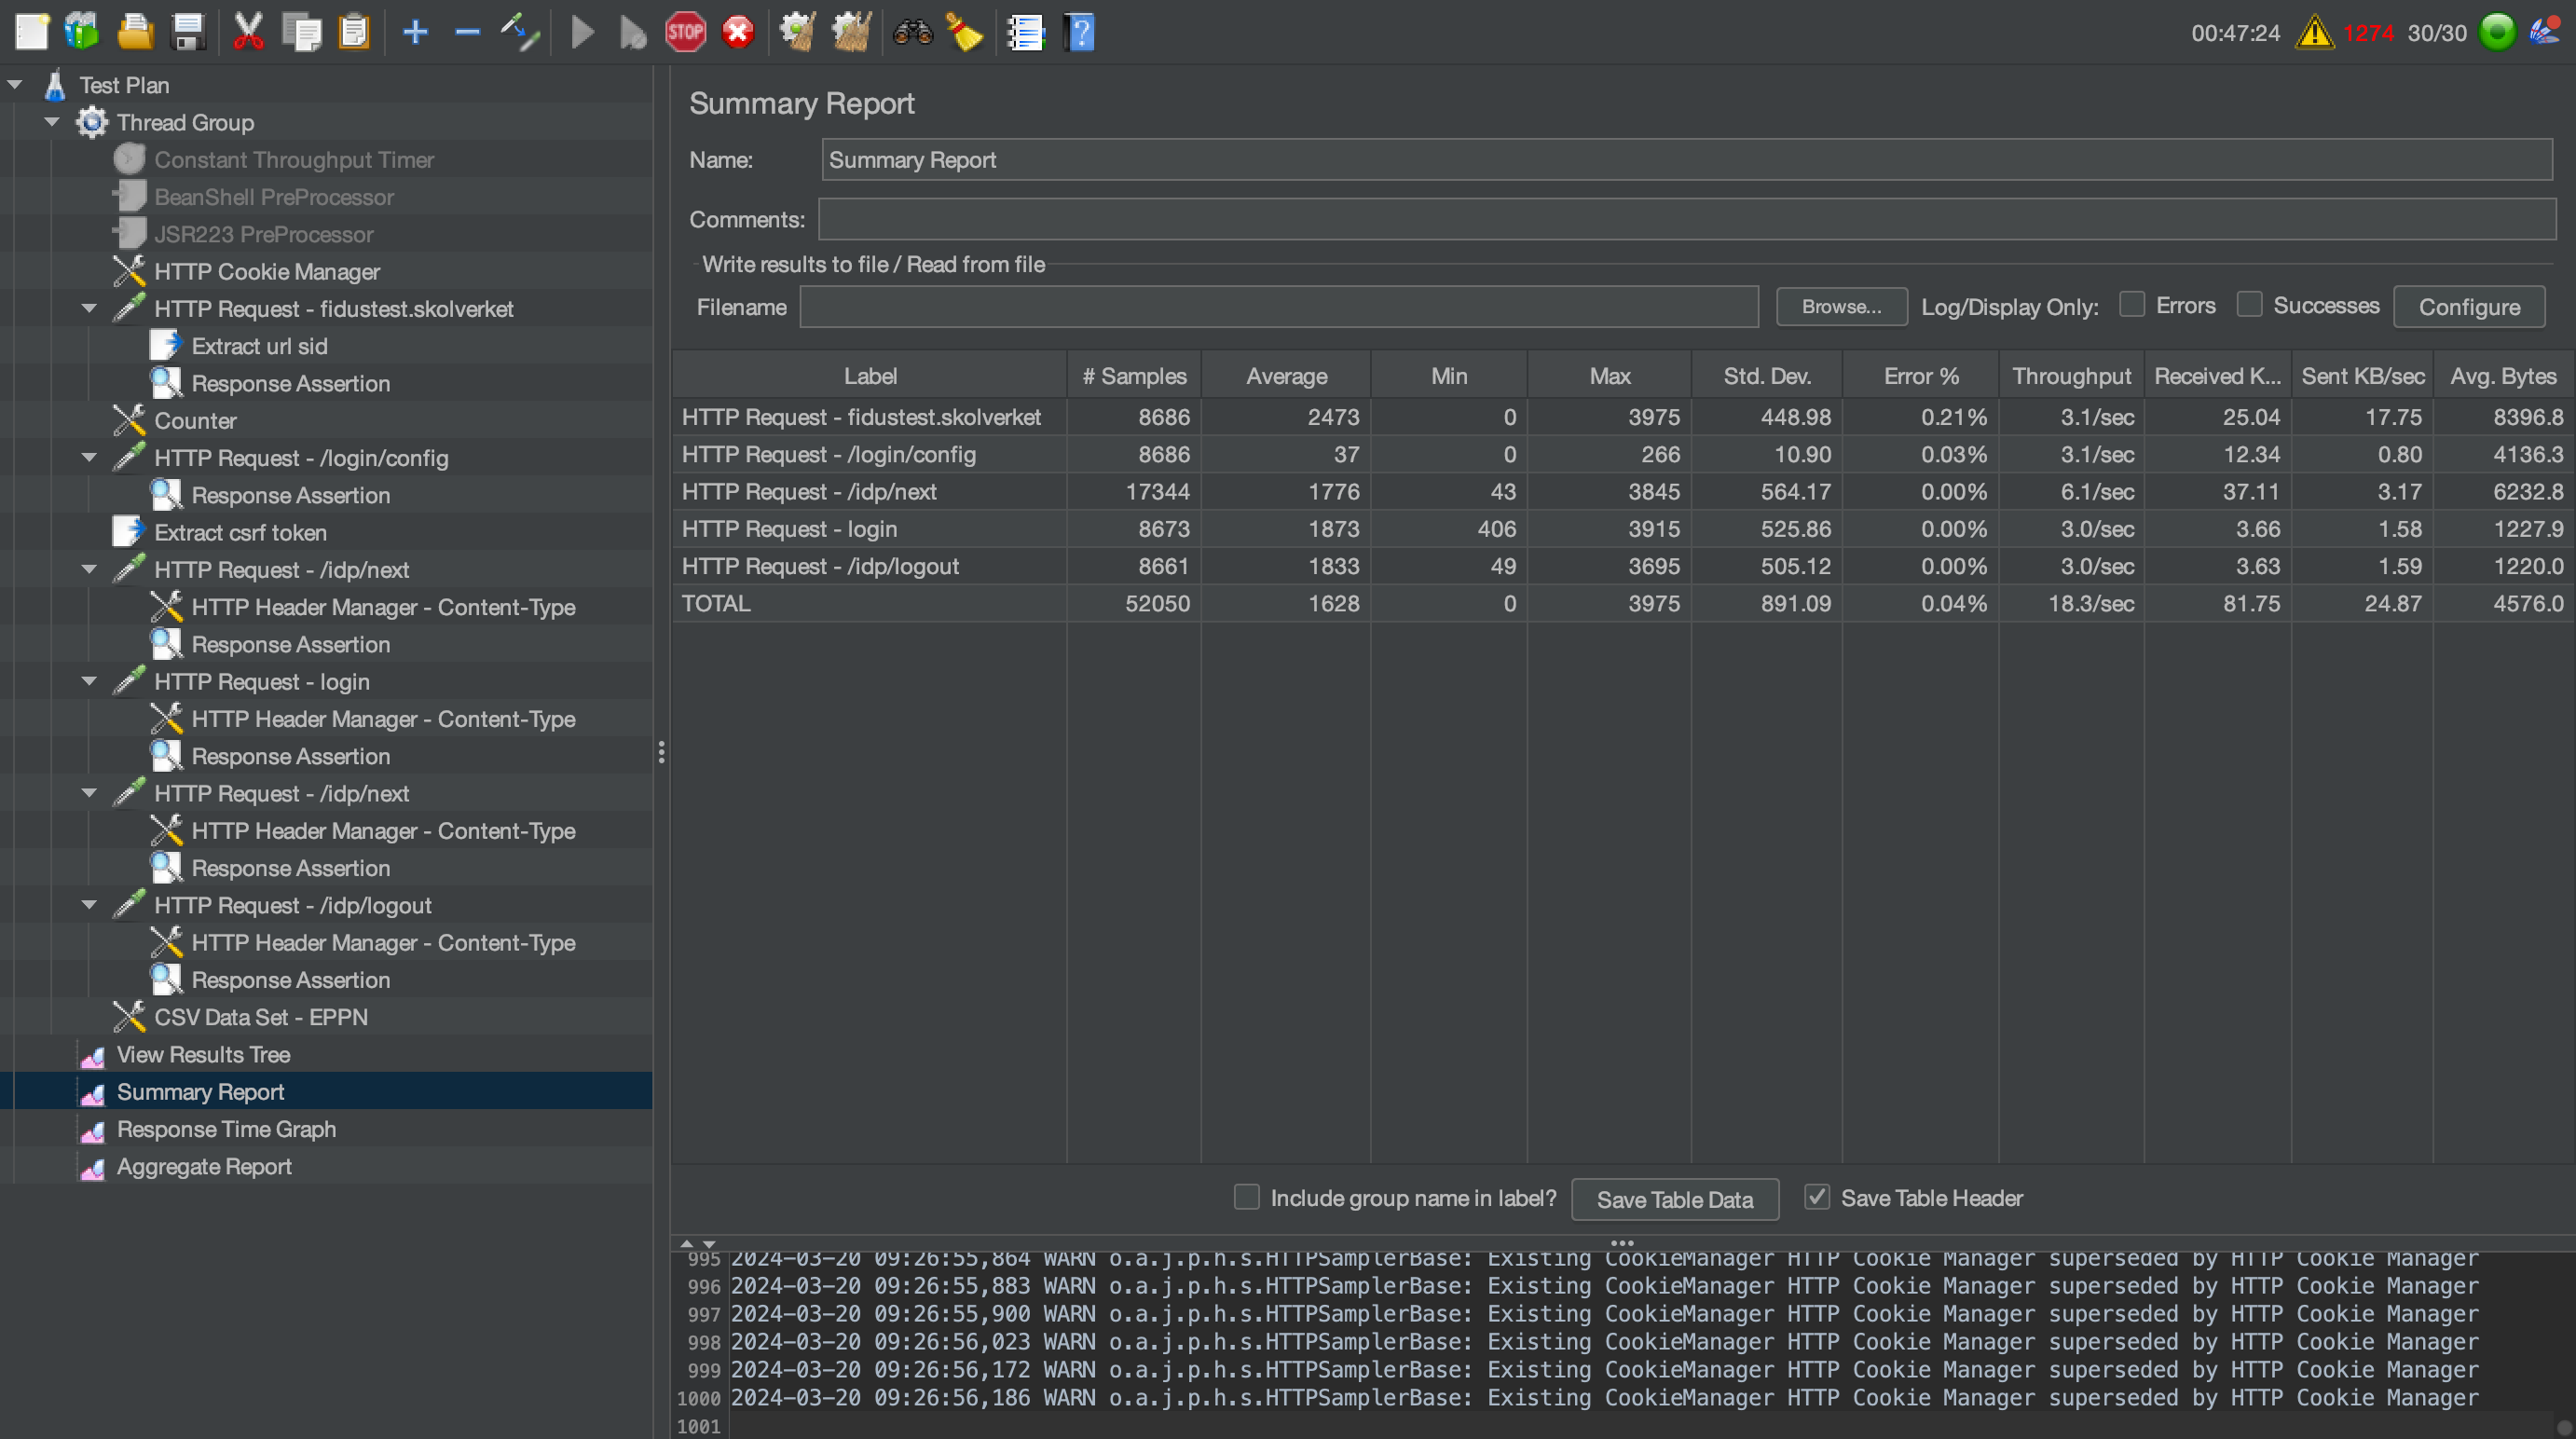 STOP
00:47:24 1274 30/30
Test Plan
Thread Group
Constant Throughput Timer
BeanShell PreProcessor
JSR223 PreProcessor
HTTP Cookie Manager
HTTP Request - fidustest.skolverket
Extract url sid
Response Assertion
Counter
HTTP Request - /login/config
Response Assertion
Extract csrf token
HTTP Request - /idp/next
HTTP Header Manager - Content-Type
Response Assertion
HTTP Request - login
HTTP Header Manager - Content-Type
Response Assertion
HTTP Request - /idp/next
HTTP Header Manager - Content-Type
Response Assertion
HTTP Request - /idp/logout
HTTP Header Manager - Content-Type
Response Assertion
CSV Data Set - EPPN
View Results Tree
Summary Report
Response Time Graph
Aggregate Report
Summary Report
Name: Summary Report
Comments:
Write results to file / Read from file
Filename Browse... Log/Display Only: Errors Successes Configure
Label # Samples Average Min Max Std. Dev. Error % Throughput Received K... Sent KB/sec Avg. Bytes
HTTP Request - fidustest.skolverket 8686 2473 0 3975 448.98 0.21% 3.1/sec 25.04 17.75 8396.8
HTTP Request - /login/config 8686 37 0 266 10.90 0.03% 3.1/sec 12.34 0.80 4136.3
HTTP Request - /idp/next 17344 1776 43 3845 564.17 0.00% 6.1/sec 37.11 3.17 6232.8
HTTP Request - login 8673 1873 406 3915 525.86 0.00% 3.0/sec 3.66 1.58 1227.9
HTTP Request - /idp/logout 8661 1833 49 3695 505.12 0.00% 3.0/sec 3.63 1.59 1220.0
TOTAL 52050 1628 0 3975 891.09 0.04% 18.3/sec 81.75 24.87 4576.0
Include group name in label? Save Table Data Save Table Header
995 2024-03-20 09:26:55,864 WARN o.a.j.p.h.s.HTTPSamplerBase: Existing CookieManager HTTP Cookie Manager superseded by HTTP Cookie Manager
996 2024-03-20 09:26:55,883 WARN o.a.j.p.h.s.HTTPSamplerBase: Existing CookieManager HTTP Cookie Manager superseded by HTTP Cookie Manager
997 2024-03-20 09:26:55,900 WARN o.a.j.p.h.s.HTTPSamplerBase: Existing CookieManager HTTP Cookie Manager superseded by HTTP Cookie Manager
998 2024-03-20 09:26:56,023 WARN o.a.j.p.h.s.HTTPSamplerBase: Existing CookieManager HTTP Cookie Manager superseded by HTTP Cookie Manager
999 2024-03-20 09:26:56,172 WARN o.a.j.p.h.s.HTTPSamplerBase: Existing CookieManager HTTP Cookie Manager superseded by HTTP Cookie Manager
1000 2024-03-20 09:26:56,186 WARN o.a.j.p.h.s.HTTPSamplerBase: Existing CookieManager HTTP Cookie Manager superseded by HTTP Cookie Manager
1001